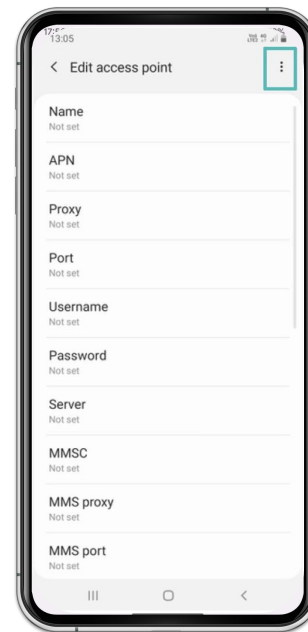 13:05
Edit access point
Name
Not set
APN
Not set
Proxy
Not set
Port
Not set
Username
Not set
Password
Not set
Server
Not set
MMSC
Not set
MMS proxy
Not set
MMS port
Not set